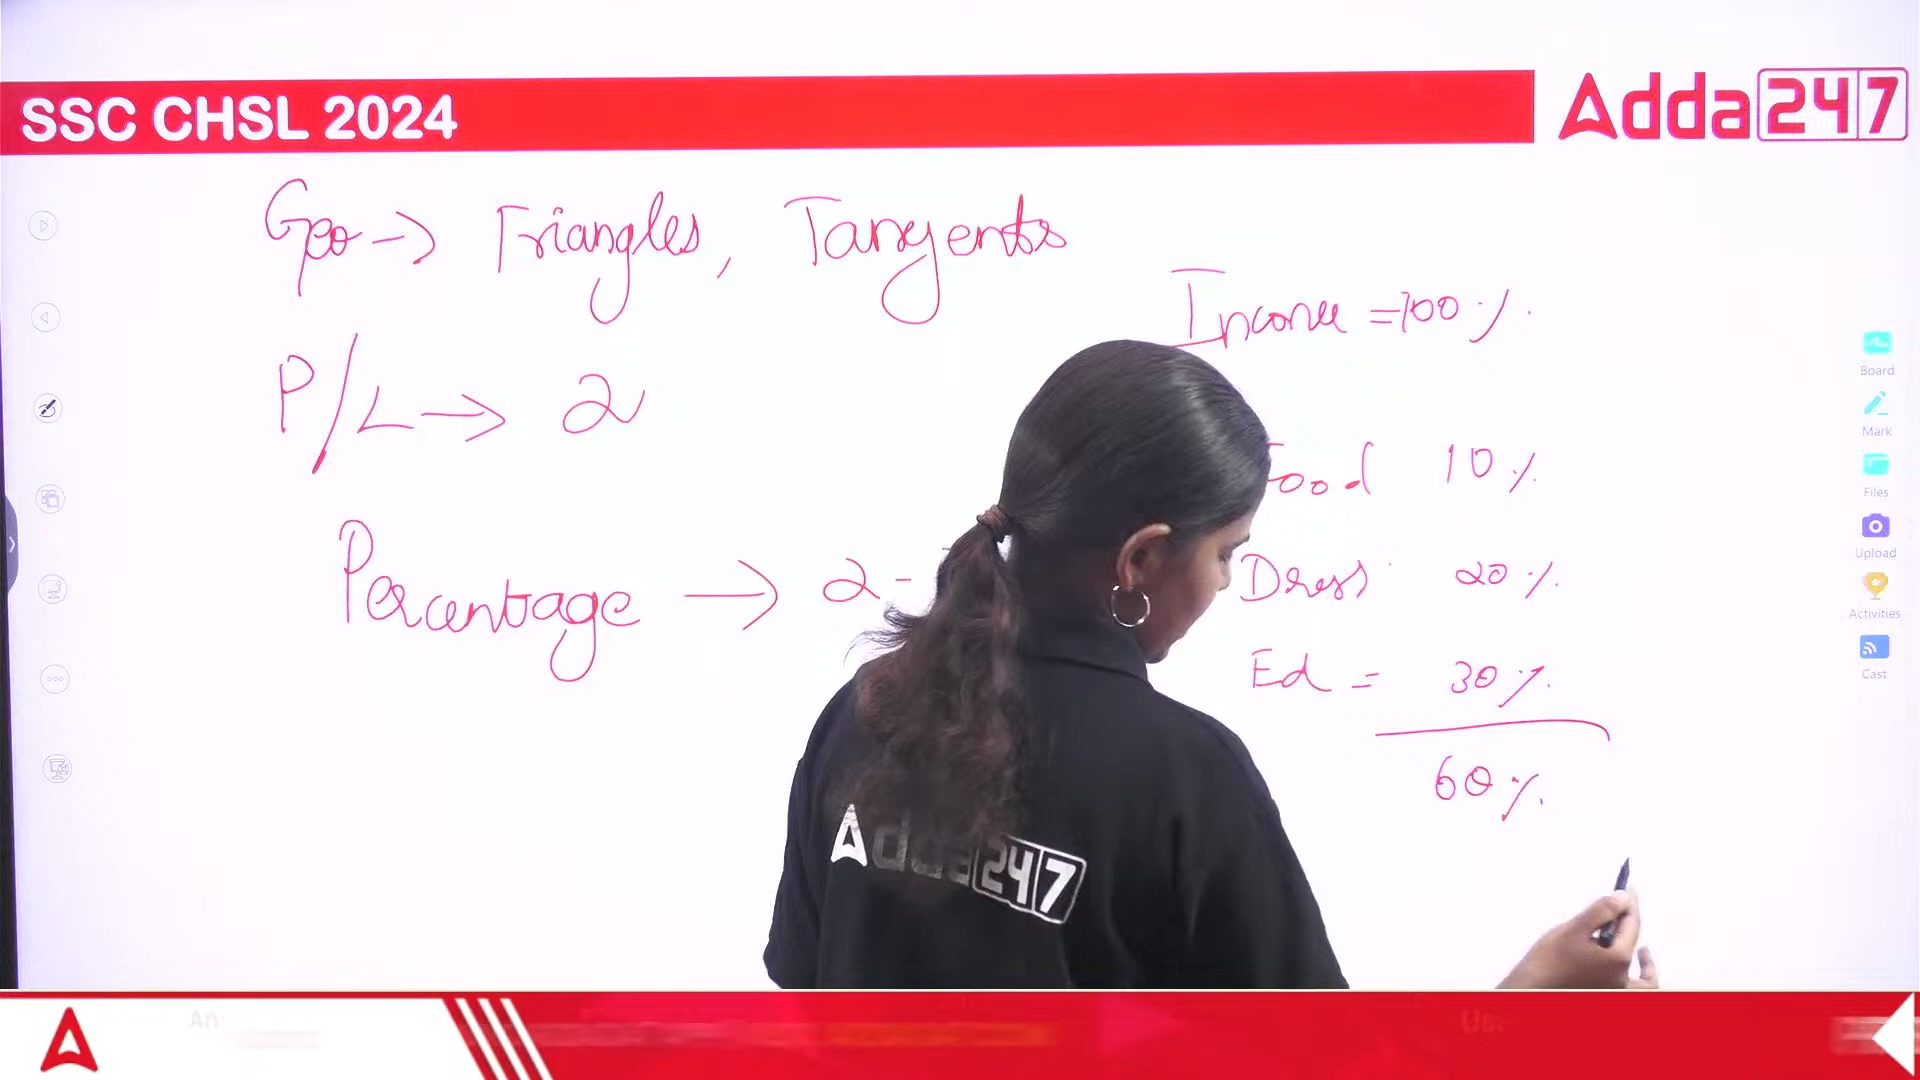 SSC CHSL 2024
Adda247
Geo -> Triangles, Tangents
Income = 100%.
P/L -> 2
Food 10%
Dress 20%.
Percentage -> 2-
Ed = 30%.
60%.
Adda247
Board
Mark
Files
Upload
Activities
Cast